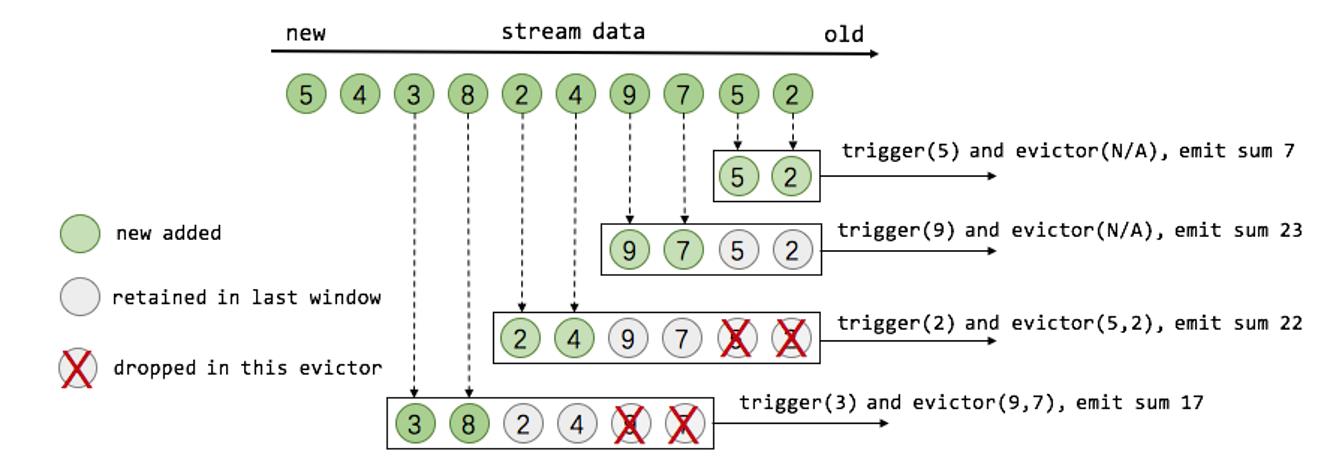 new stream data old
5 4 3 8 2 4 9 7 5 2
trigger(5) and evictor(N/A), emit sum 7
5 2
new added
trigger(9) and evictor(N/A), emit sum 23
9 7 5 2
retained in last window
trigger(2) and evictor(5,2), emit sum 22
2 4 9 7 5 2
dropped in this evictor
trigger(3) and evictor(9,7), emit sum 17
3 8 2 4 9 7